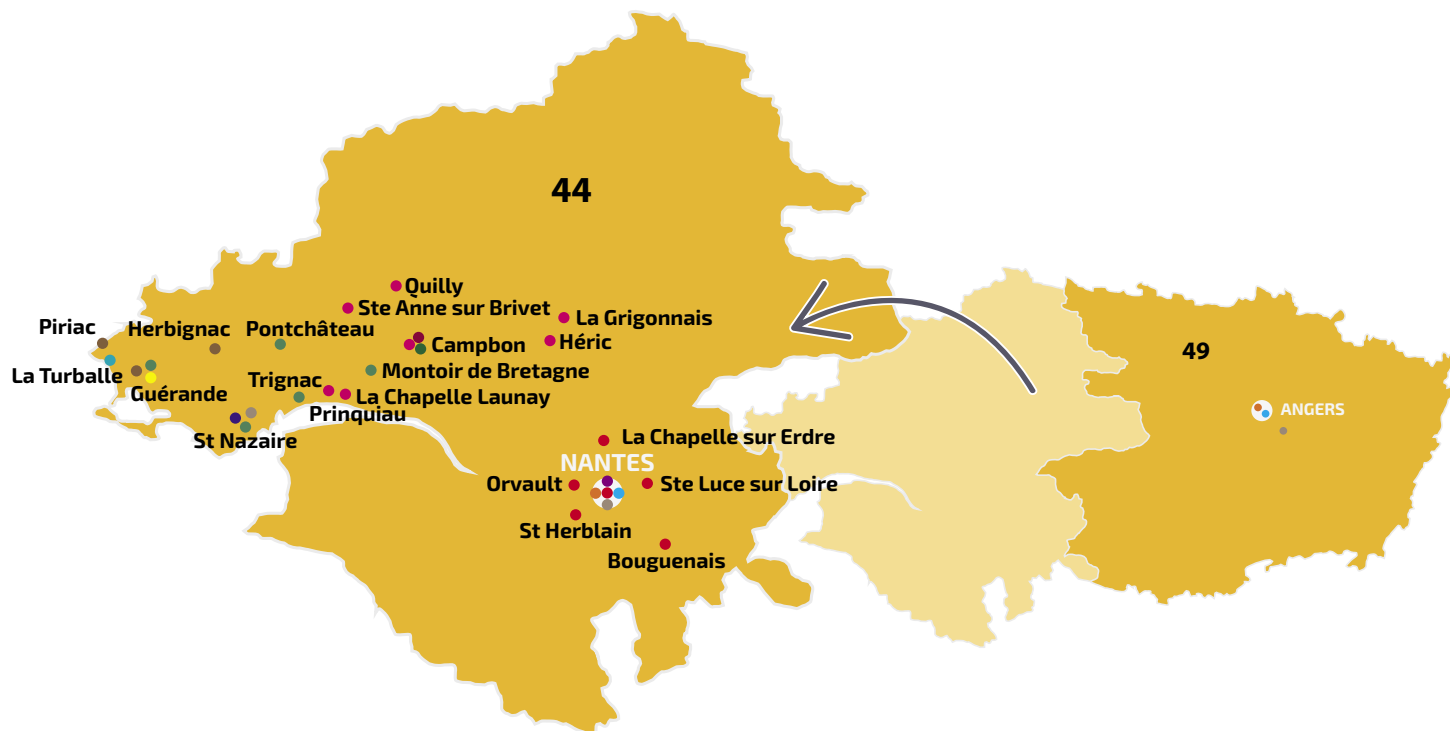 44
Quilly
Ste Anne sur Brivet
La Grigonnais
Piriac
Herbignac
Pontchâteau
Campbon
Héric
49
La Turballe
Montoir de Bretagne
Guérande
Trignac
La Chapelle Launay
Prinquiau
ANGERS
St Nazaire
La Chapelle sur Erdre
NANTES
Orvault
Ste Luce sur Loire
St Herblain
Bouguenais